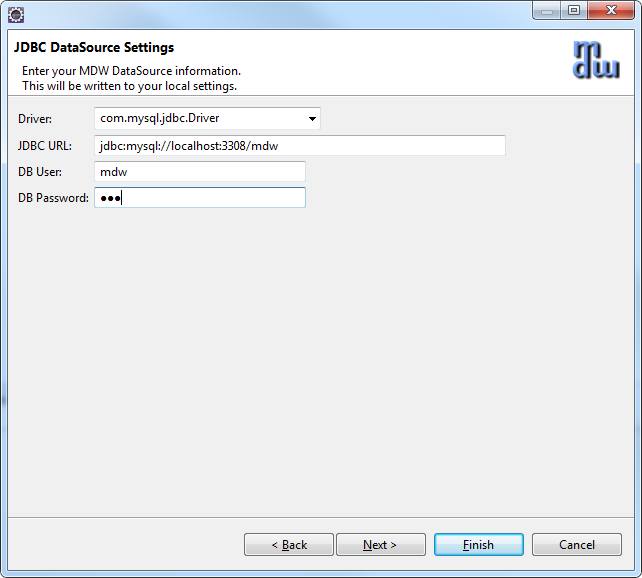 JDBC DataSource Settings
Enter your MDW DataSource information.
This will be written to your local settings.
mdw
Driver: com.mysql.jdbc.Driver
JDBC URL: jdbc:mysql://localhost:3308/mdw
DB User: mdw
DB Password: ●●●
< Back Next > Finish Cancel